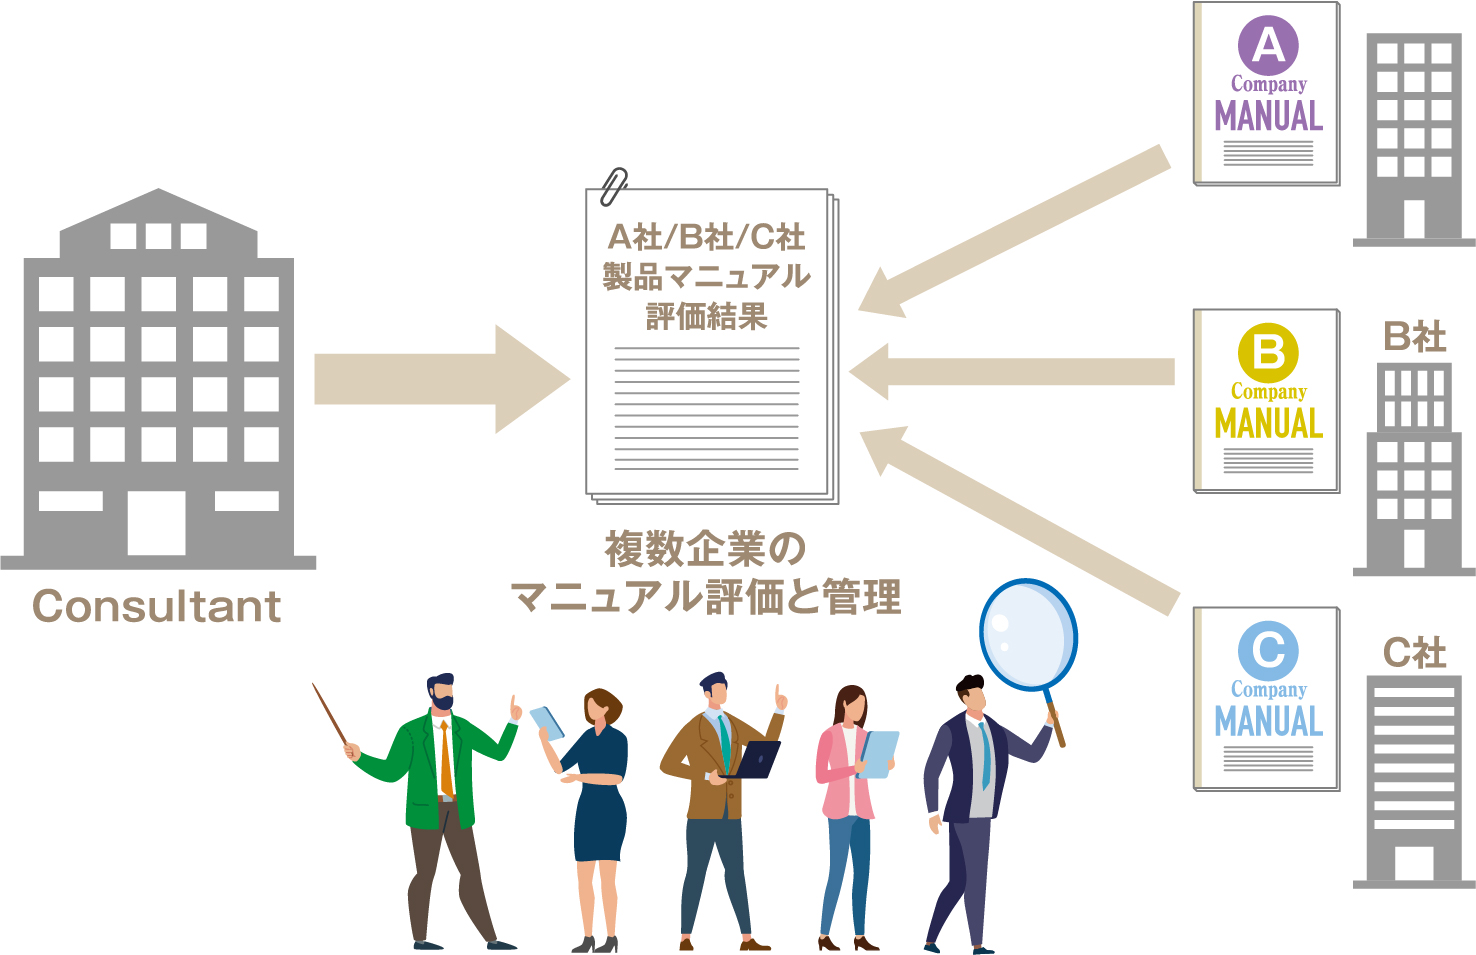 A
Company
MANUAL
A社/B社/C社
製品マニュアル
評価結果
B社
B
Company
MANUAL
複数企業の
マニュアル評価と管理
Consultant
C社
C
Company
MANUAL